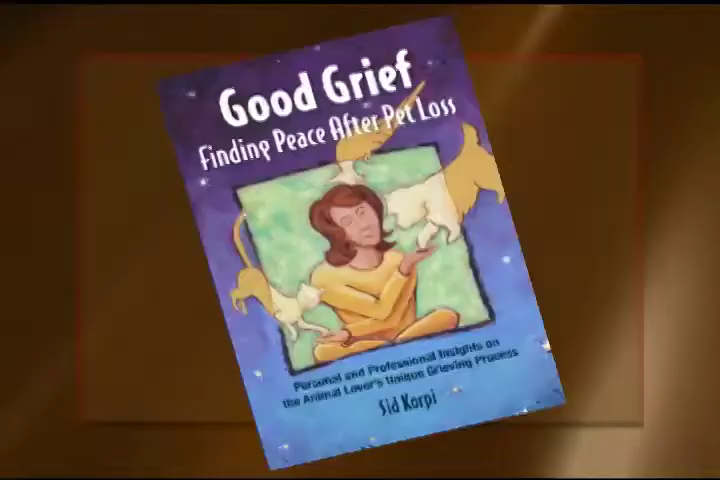 Good Grief
Finding Peace After Pet Loss
Personal and Professional Insights on
the Animal Lover's Unique Grieving Process
Sid Korpi